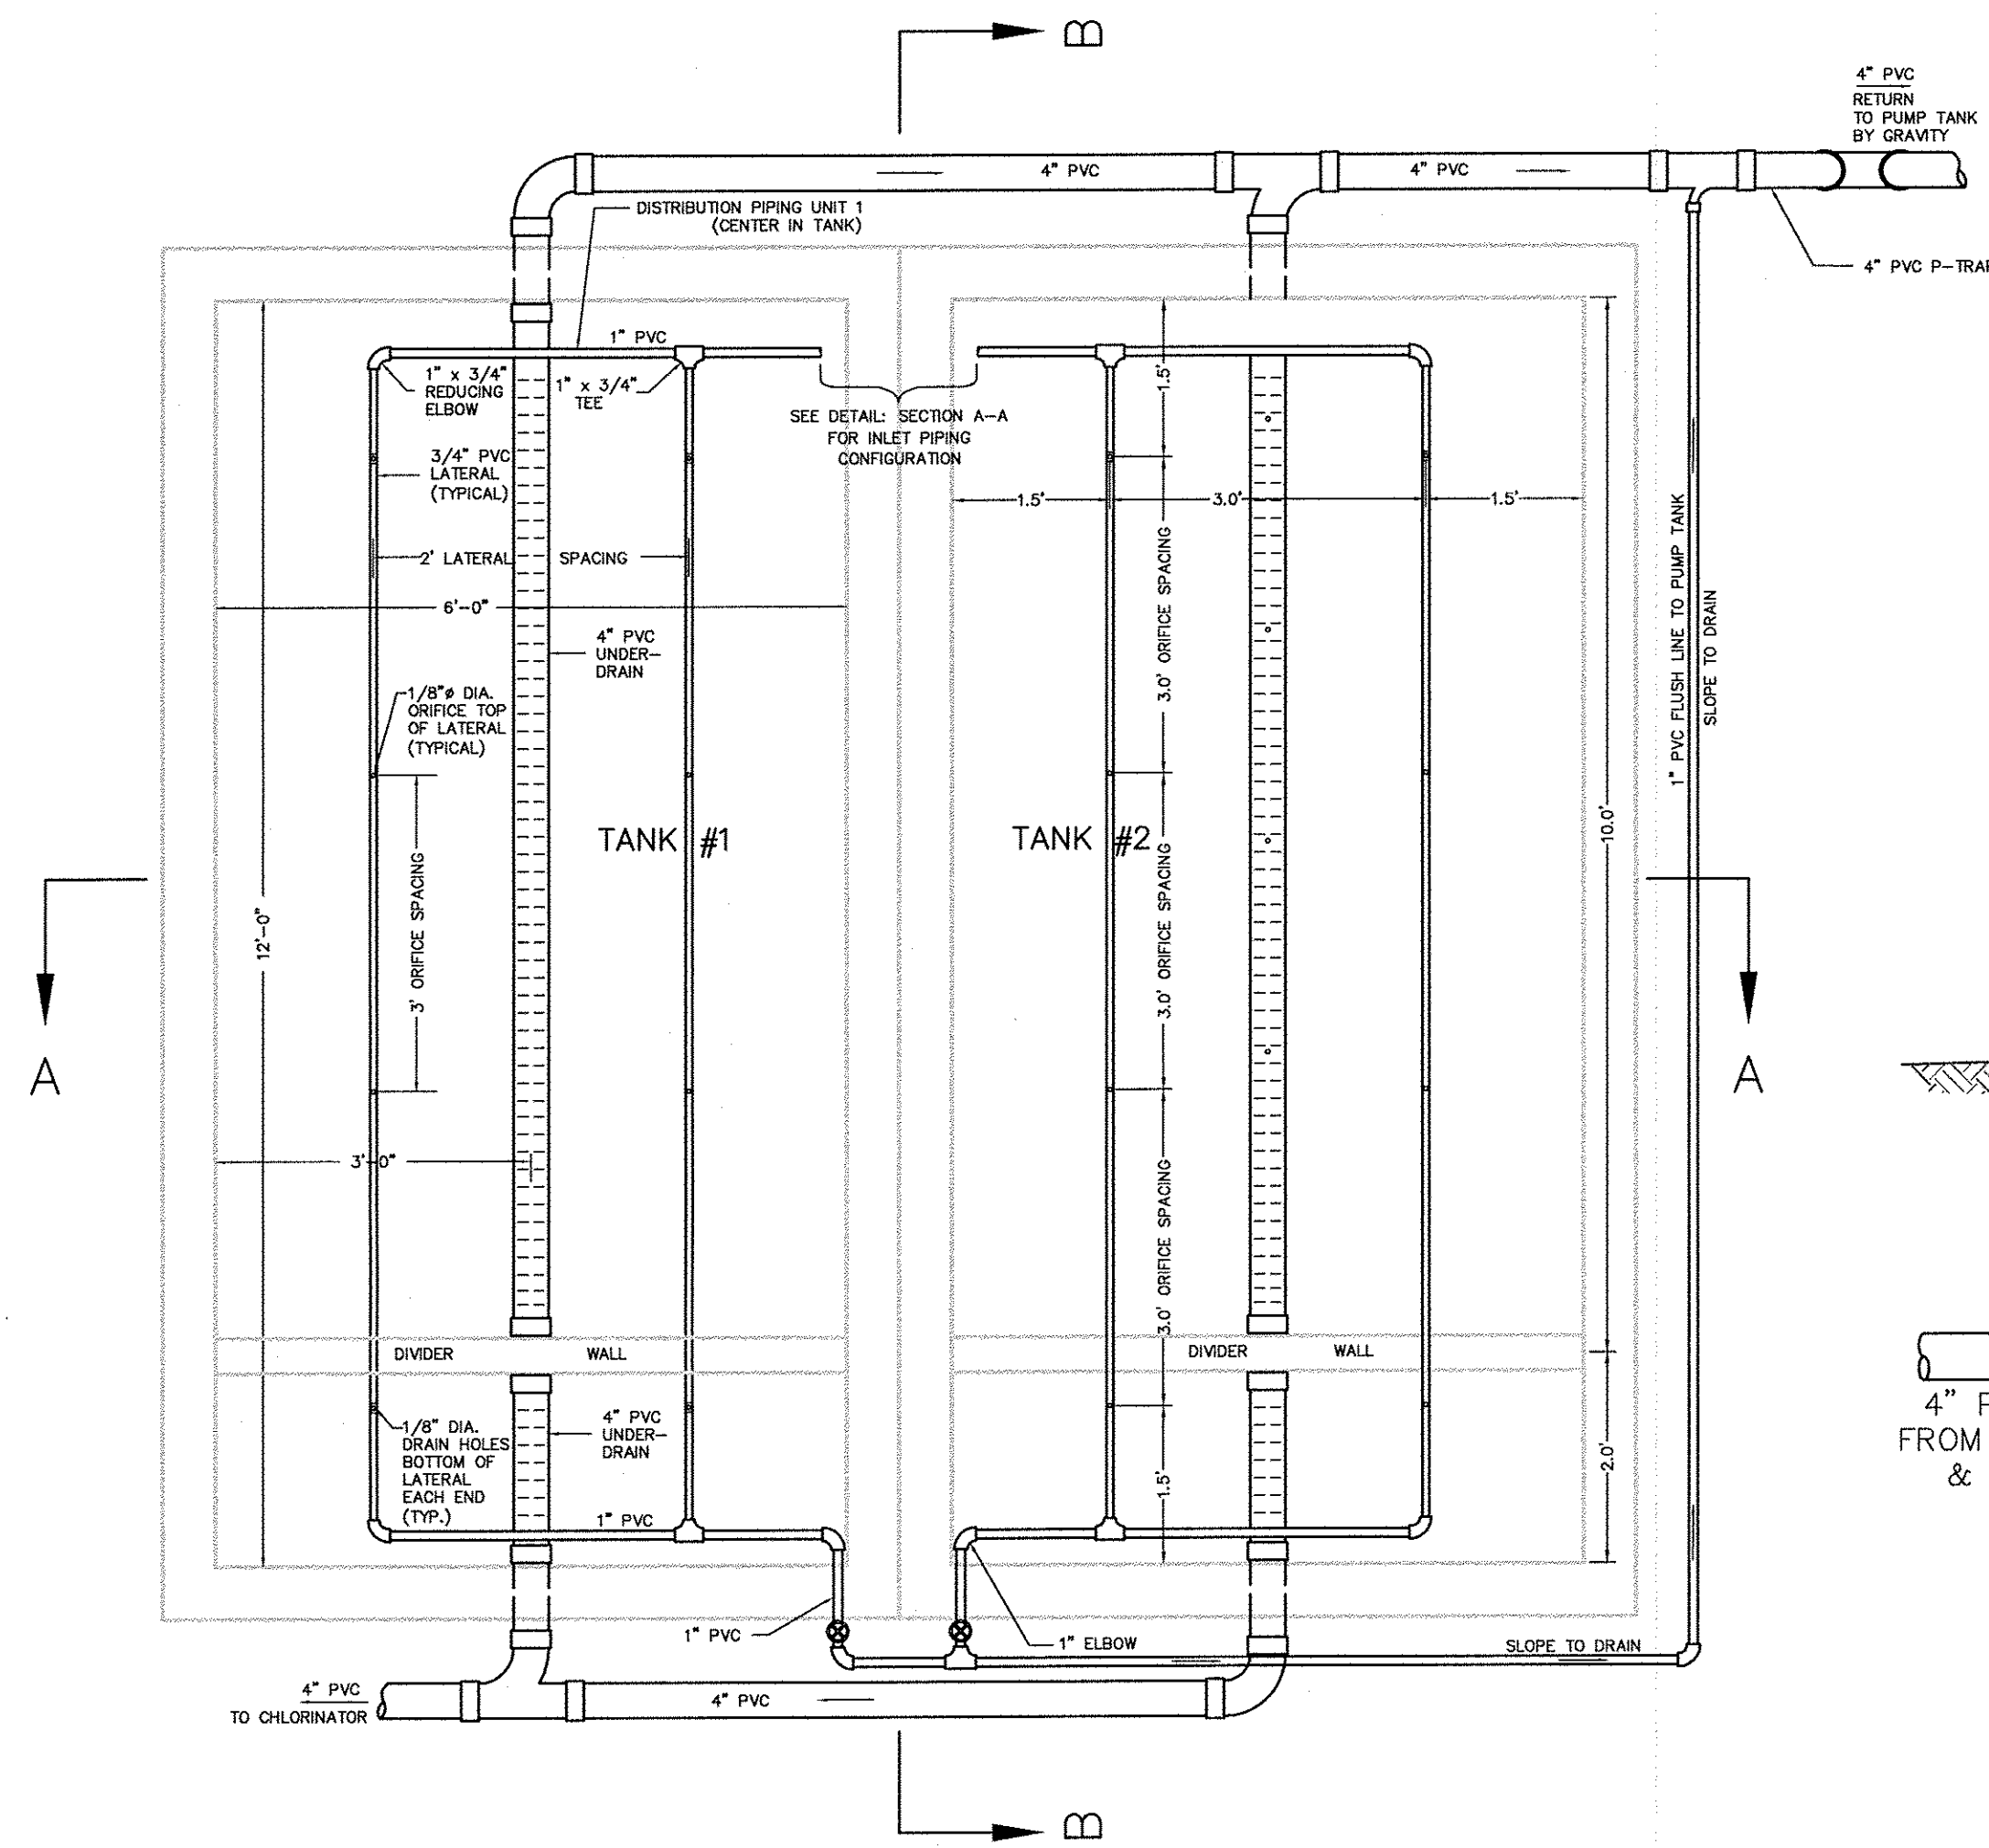 B
4" PVC
RETURN
TO PUMP TANK
BY GRAVITY
4" PVC
4" PVC
DISTRIBUTION PIPING UNIT 1
(CENTER IN TANK)
4" PVC P-TRAP
1" PVC
1" x 3/4"
REDUCING
ELBOW
1" x 3/4"
TEE
SEE DETAIL: SECTION A-A
FOR INLET PIPING
CONFIGURATION
1.5'
3/4" PVC
LATERAL
(TYPICAL)
1.5'
3.0'
1.5'
2' LATERAL SPACING
6'-0"
4" PVC
UNDER-
DRAIN
3.0' ORIFICE SPACING
1" PVC FLUSH LINE TO PUMP TANK
SLOPE TO DRAIN
1/8"ø DIA.
ORIFICE TOP
OF LATERAL
(TYPICAL)
TANK #1
TANK #2
10.0'
12'-0"
3' ORIFICE SPACING
3.0' ORIFICE SPACING
A
A
3'-0"
3.0' ORIFICE SPACING
DIVIDER WALL
DIVIDER WALL
1/8" DIA.
DRAIN HOLES
BOTTOM OF
LATERAL
EACH END
(TYP.)
4" PVC
UNDER-
DRAIN
1.5'
2.0'
4" P
FROM
&
1" PVC
1" PVC
1" ELBOW
SLOPE TO DRAIN
4" PVC
TO CHLORINATOR
4" PVC
B